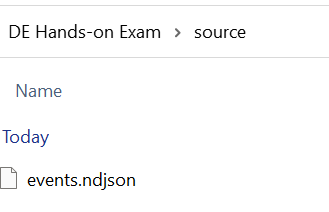 DE Hands-on Exam > source
Name
Today
events.ndjson